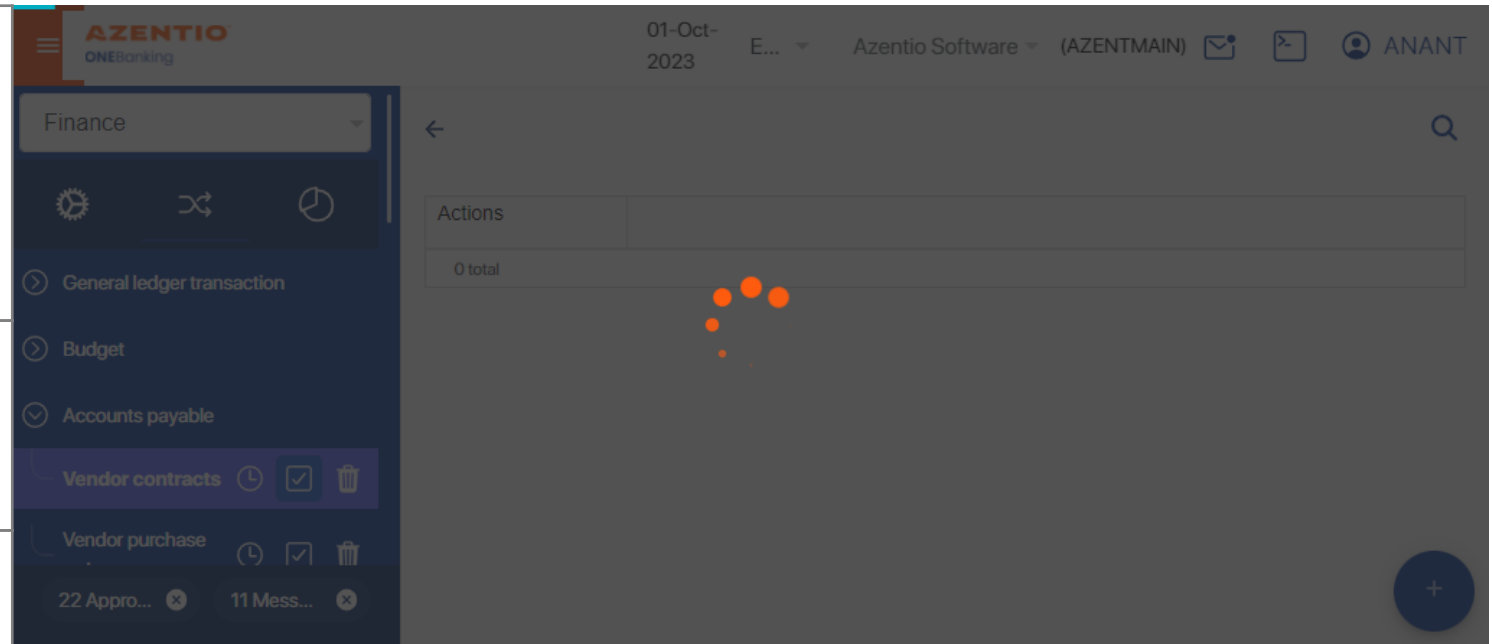 AZENTIO
ONEBanking
01-Oct-
2023
E...
Azentio Software
(AZENTMAIN)
ANANT
Finance
Actions
0 total
General ledger transaction
Budget
Accounts payable
Vendor contracts
Vendor purchase
22 Appro...
11 Mess...